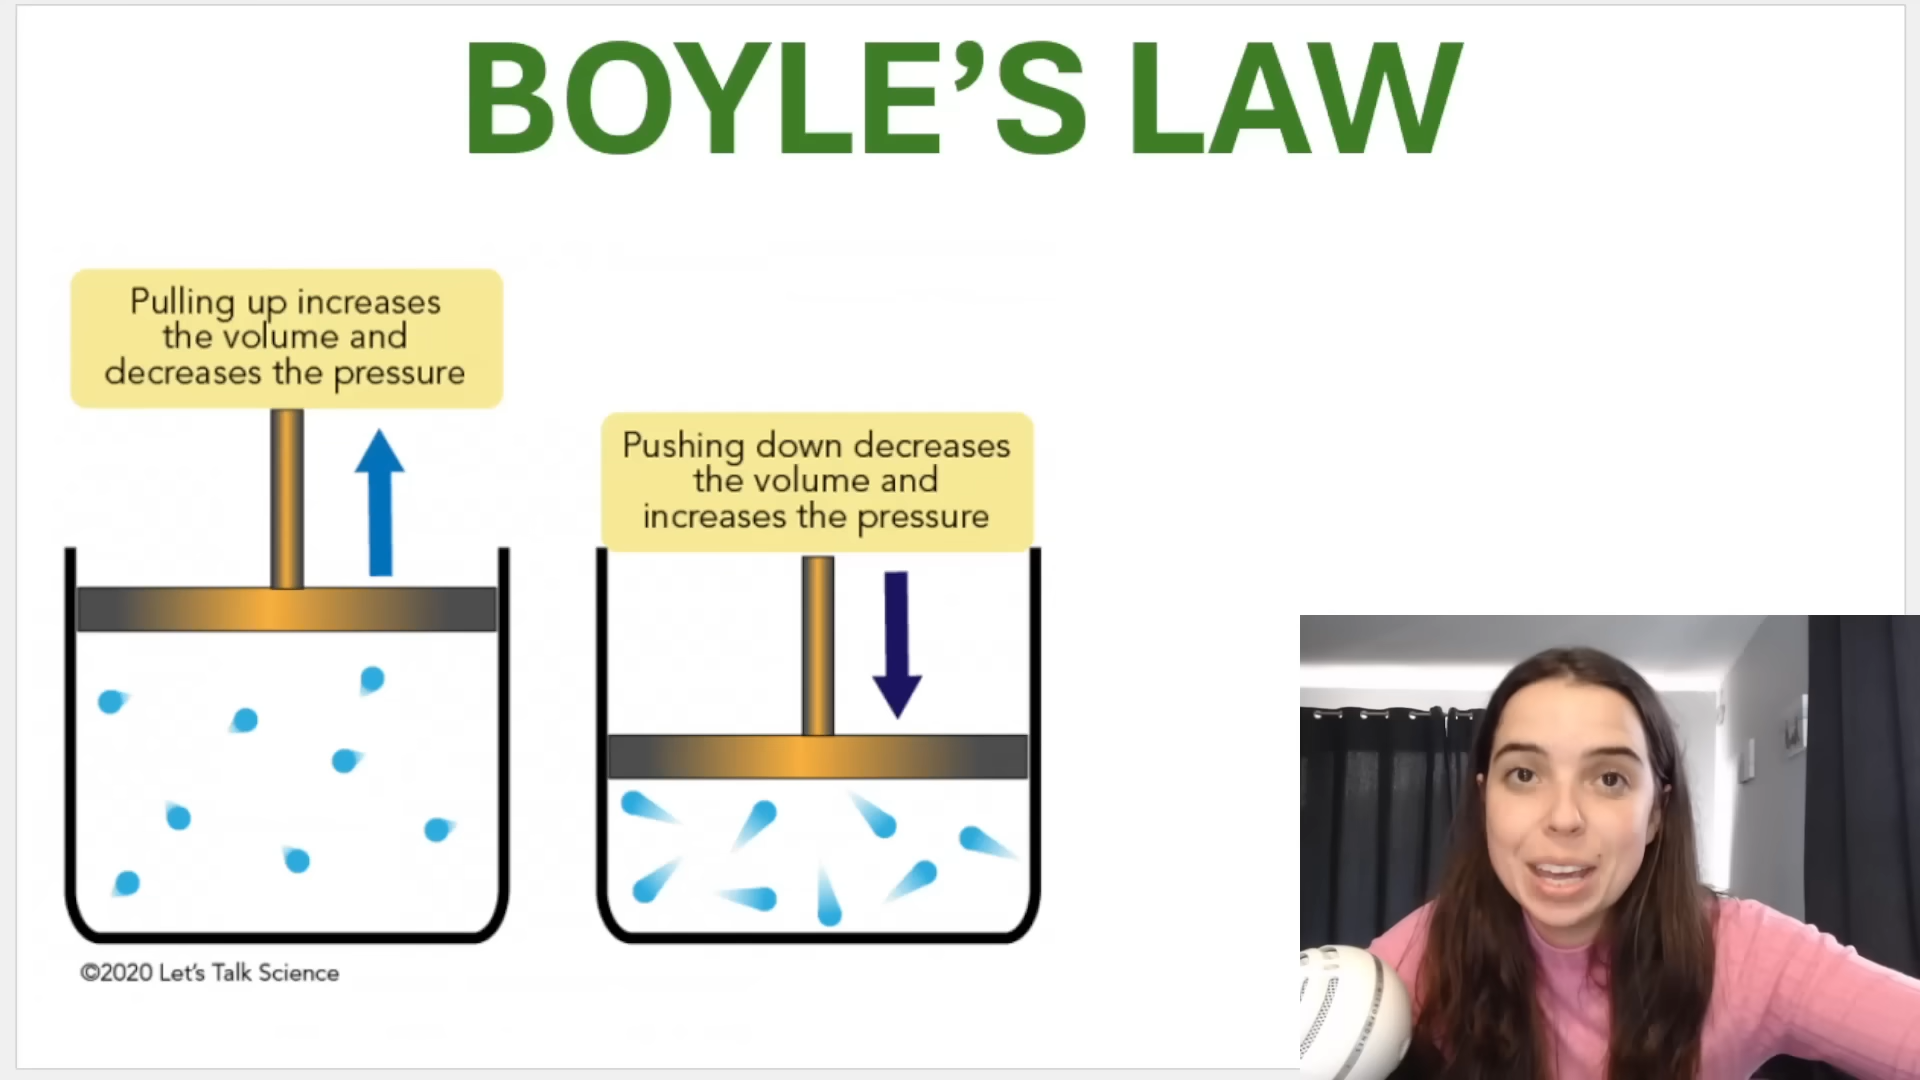 BOYLE’S LAW
Pulling up increases
the volume and
decreases the pressure
Pushing down decreases
the volume and
increases the pressure
©2020 Let’s Talk Science